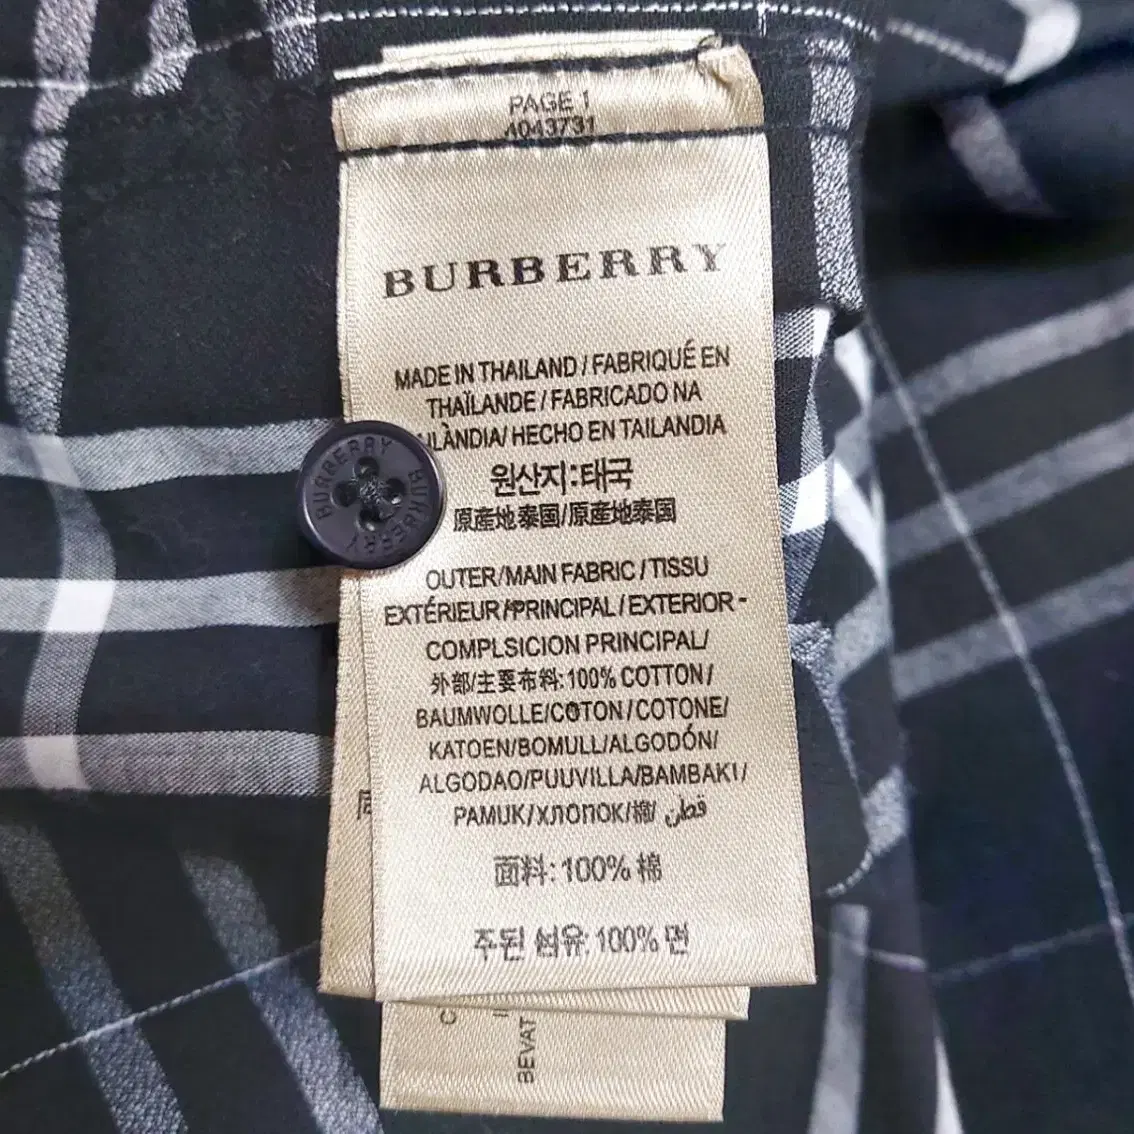 PAGE 1
4043731
BURBERRY
MADE IN THAILAND / FABRIQUÉ EN
THAÏLANDE / FABRICADO NA
ILÀNDIA/ HECHO EN TAILANDIA
원산지:태국
原産地泰国/原産地泰国
BURBERRY BURBERRY
OUTER/MAIN FABRIC / TISSU
EXTÉRIEUR/PRINCIPAL / EXTERIOR -
COMPLSICION PRINCIPAL/
外部/主要布料:100% COTTON /
BAUMWOLLE/COTON / COTONE/
KATOEN/BOMULL/ALGODÓN/
ALGODAO/PUUVILLA/BAMBAKI/
PAMUK/ХЛОПОК/棉/ قطن
面料: 100% 棉
주된 섬유: 100% 면
BEVAT